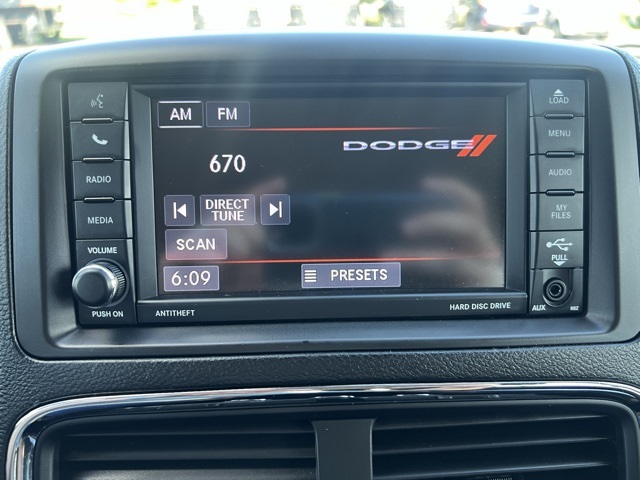 AM FM
DODGE
670
DIRECT
TUNE
SCAN
6:09
PRESETS
RADIO
MEDIA
VOLUME
PUSH ON
ANTITHEFT
HARD DISC DRIVE
LOAD
MENU
AUDIO
MY
FILES
PULL
AUX